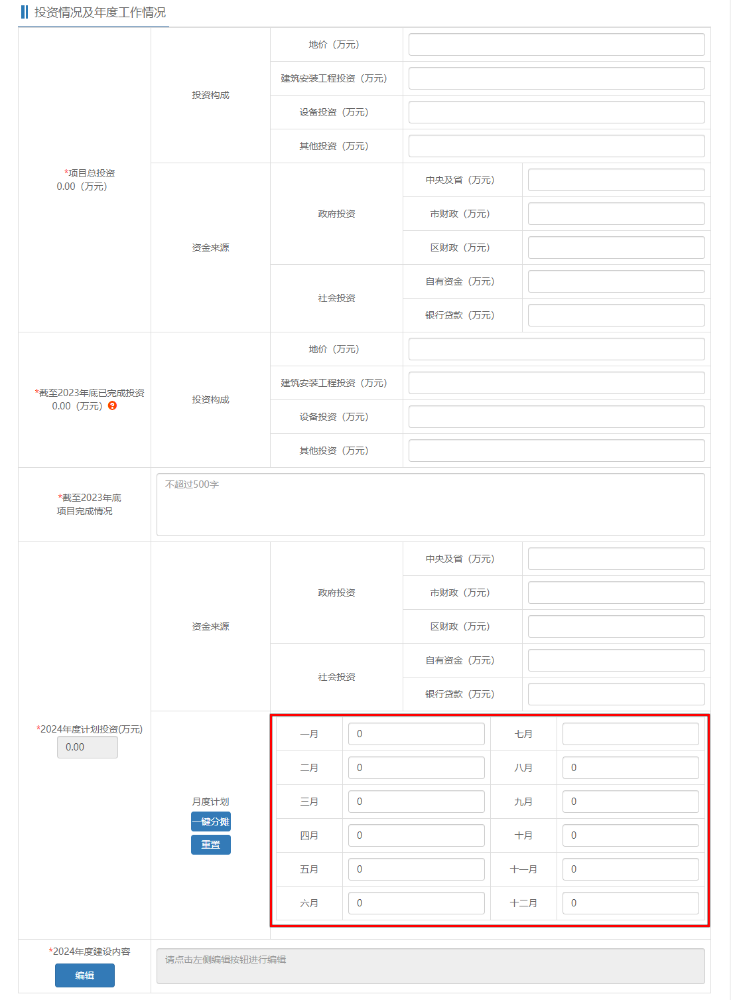 投资情况及年度工作情况
*项目总投资
0.00（万元）
投资构成
地价（万元）
建筑安装工程投资（万元）
设备投资（万元）
其他投资（万元）
资金来源
政府投资
中央及省（万元）
市财政（万元）
区财政（万元）
社会投资
自有资金（万元）
银行贷款（万元）
*截至2023年底已完成投资
0.00（万元）?
投资构成
地价（万元）
建筑安装工程投资（万元）
设备投资（万元）
其他投资（万元）
*截至2023年底
项目完成情况
不超过500字
*2024年度计划投资(万元)
0.00
资金来源
政府投资
中央及省（万元）
市财政（万元）
区财政（万元）
社会投资
自有资金（万元）
银行贷款（万元）
月度计划
一键分摊
重置
一月 0 七月
二月 0 八月 0
三月 0 九月 0
四月 0 十月 0
五月 0 十一月 0
六月 0 十二月 0
*2024年度建设内容
编辑
请点击左侧编辑按钮进行编辑